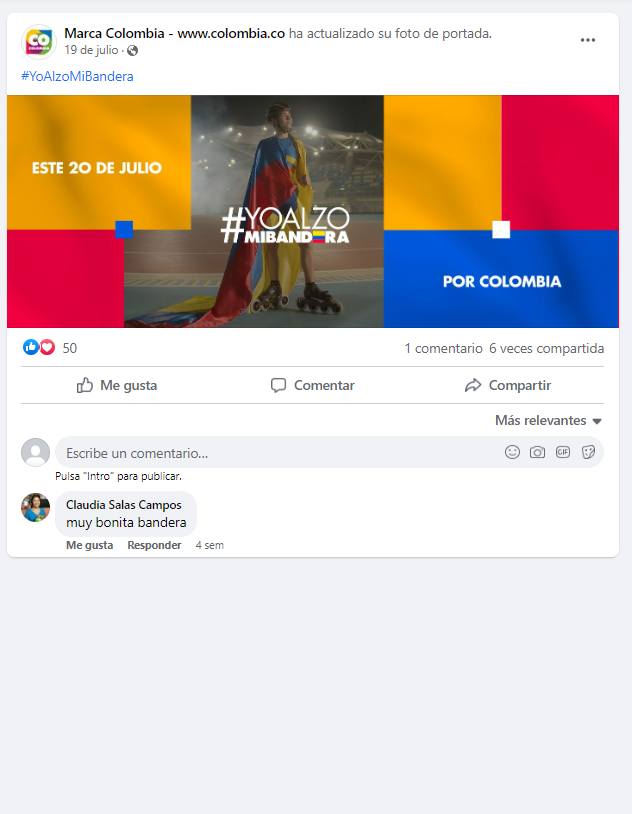 Marca Colombia - www.colombia.co ha actualizado su foto de portada.
19 de julio ·
#YoAlzoMiBandera
ESTE 20 DE JULIO
#YOALZO
MIBANDERA
POR COLOMBIA
50
1 comentario 6 veces compartida
Me gusta
Comentar
Compartir
Más relevantes
Escribe un comentario...
GIF
Pulsa "Intro" para publicar.
Claudia Salas Campos
muy bonita bandera
Me gusta Responder 4 sem